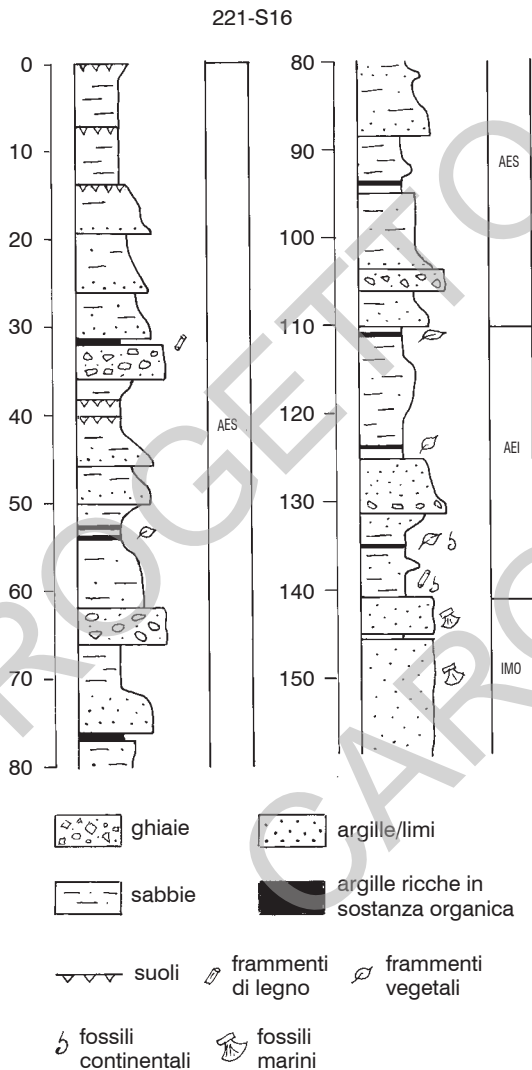 221-S16
0
10
20
30
40
50
60
70
80
AES
80
90
100
110
120
130
140
150
AES
AEI
IMO
ghiaie
argille/limi
sabbie
argille ricche in
sostanza organica
suoli
frammenti
di legno
frammenti
vegetali
fossili
continentali
fossili
marini